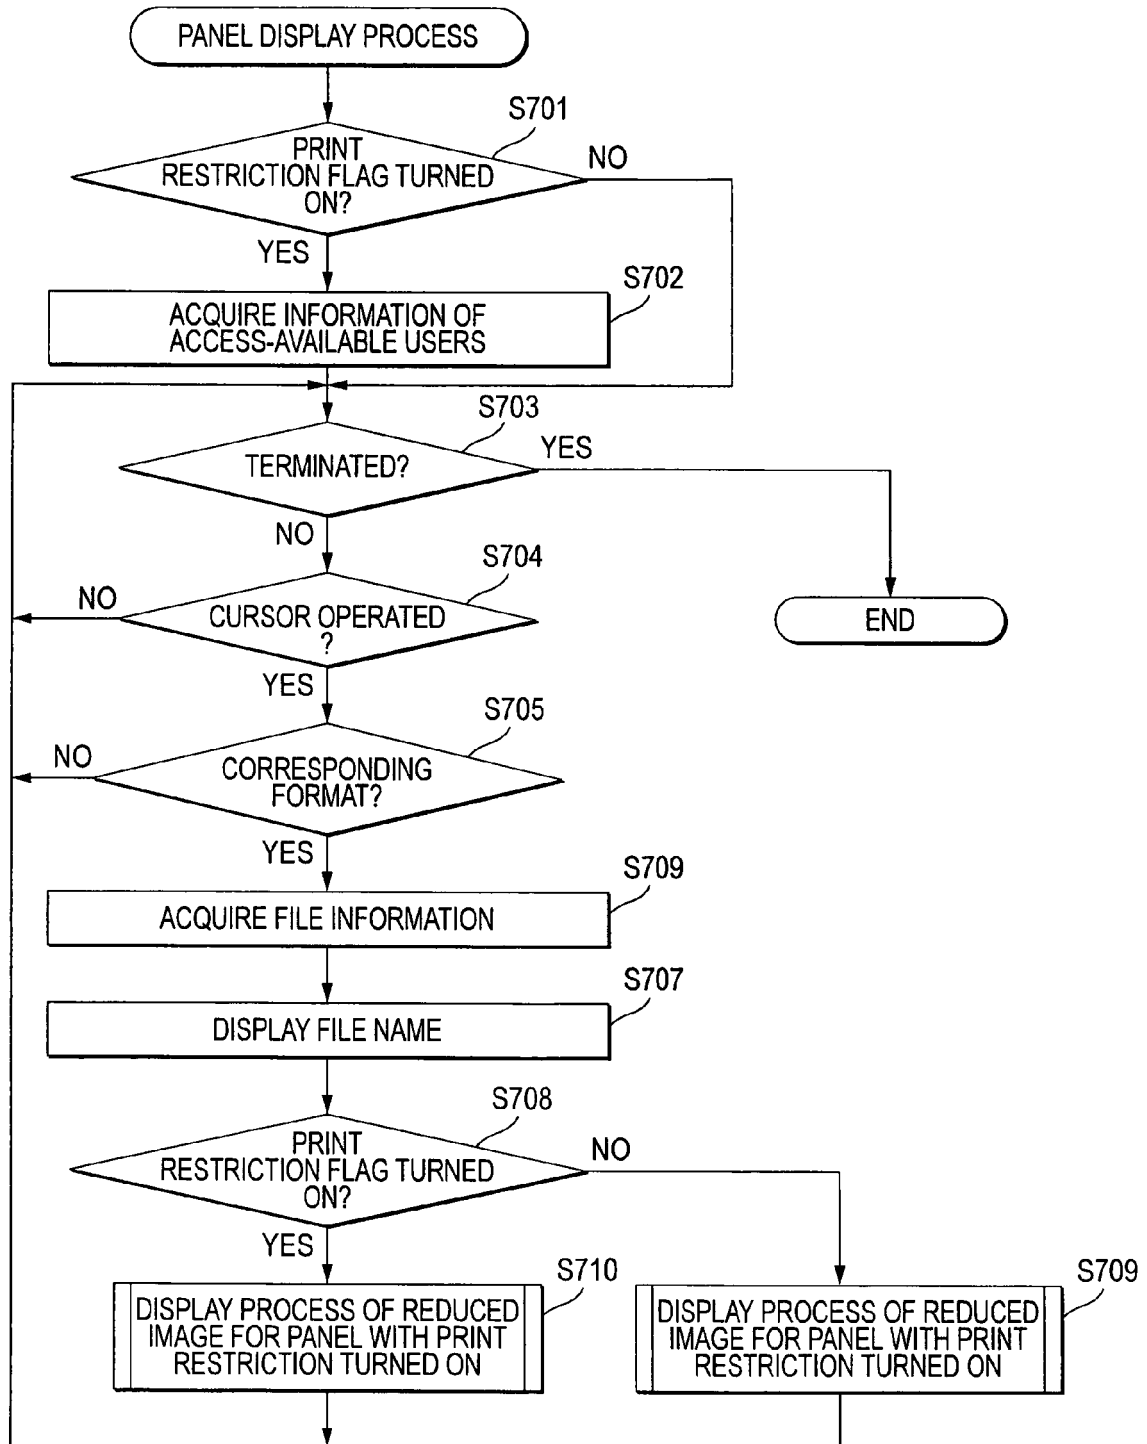 PANEL DISPLAY PROCESS
S701
PRINT
RESTRICTION FLAG TURNED
ON?
NO
YES
S702
ACQUIRE INFORMATION OF
ACCESS-AVAILABLE USERS
S703
TERMINATED?
YES
NO
S704
CURSOR OPERATED
?
NO
END
YES
S705
CORRESPONDING
FORMAT?
NO
YES
S709
ACQUIRE FILE INFORMATION
S707
DISPLAY FILE NAME
S708
PRINT
RESTRICTION FLAG TURNED
ON?
NO
YES
S710
DISPLAY PROCESS OF REDUCED
IMAGE FOR PANEL WITH PRINT
RESTRICTION TURNED ON
S709
DISPLAY PROCESS OF REDUCED
IMAGE FOR PANEL WITH PRINT
RESTRICTION TURNED ON